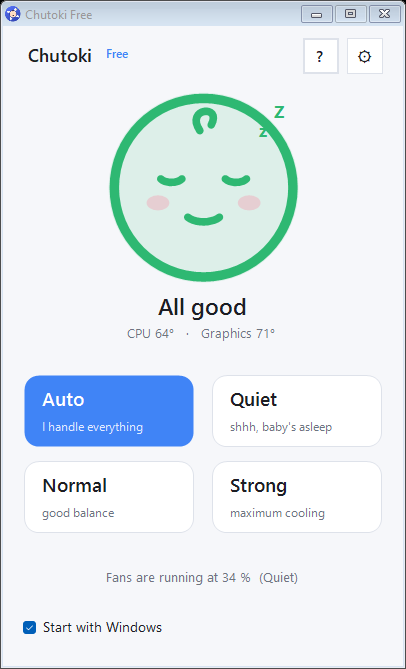 Chutoki Free
Chutoki Free
?
z
Z
All good
CPU 64° · Graphics 71°
Auto
I handle everything
Quiet
shhh, baby's asleep
Normal
good balance
Strong
maximum cooling
Fans are running at 34 % (Quiet)
Start with Windows